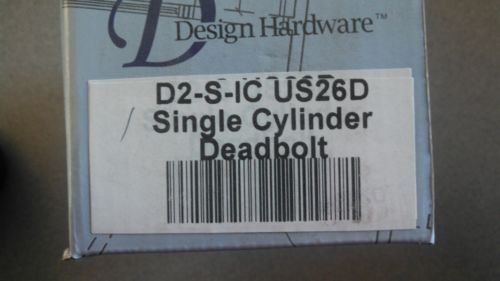 Design Hardware™
D2-S-IC US26D
Single Cylinder
Deadbolt